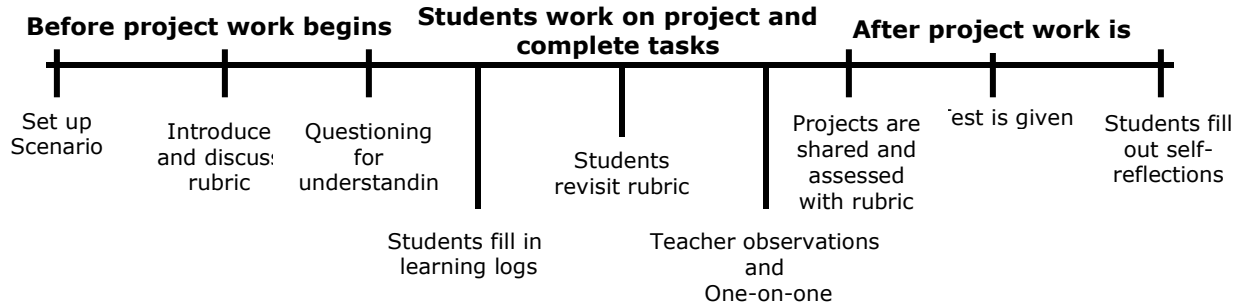 Before project work begins
Students work on project and
complete tasks
After project work is
Set up
Scenario
Introduce
and discus
rubric
Questioning
for
understandin
Students fill in
learning logs
Students
revisit rubric
Teacher observations
and
One-on-one
Projects are
shared and
assessed
with rubric
est is given
Students fill
out self-
reflections